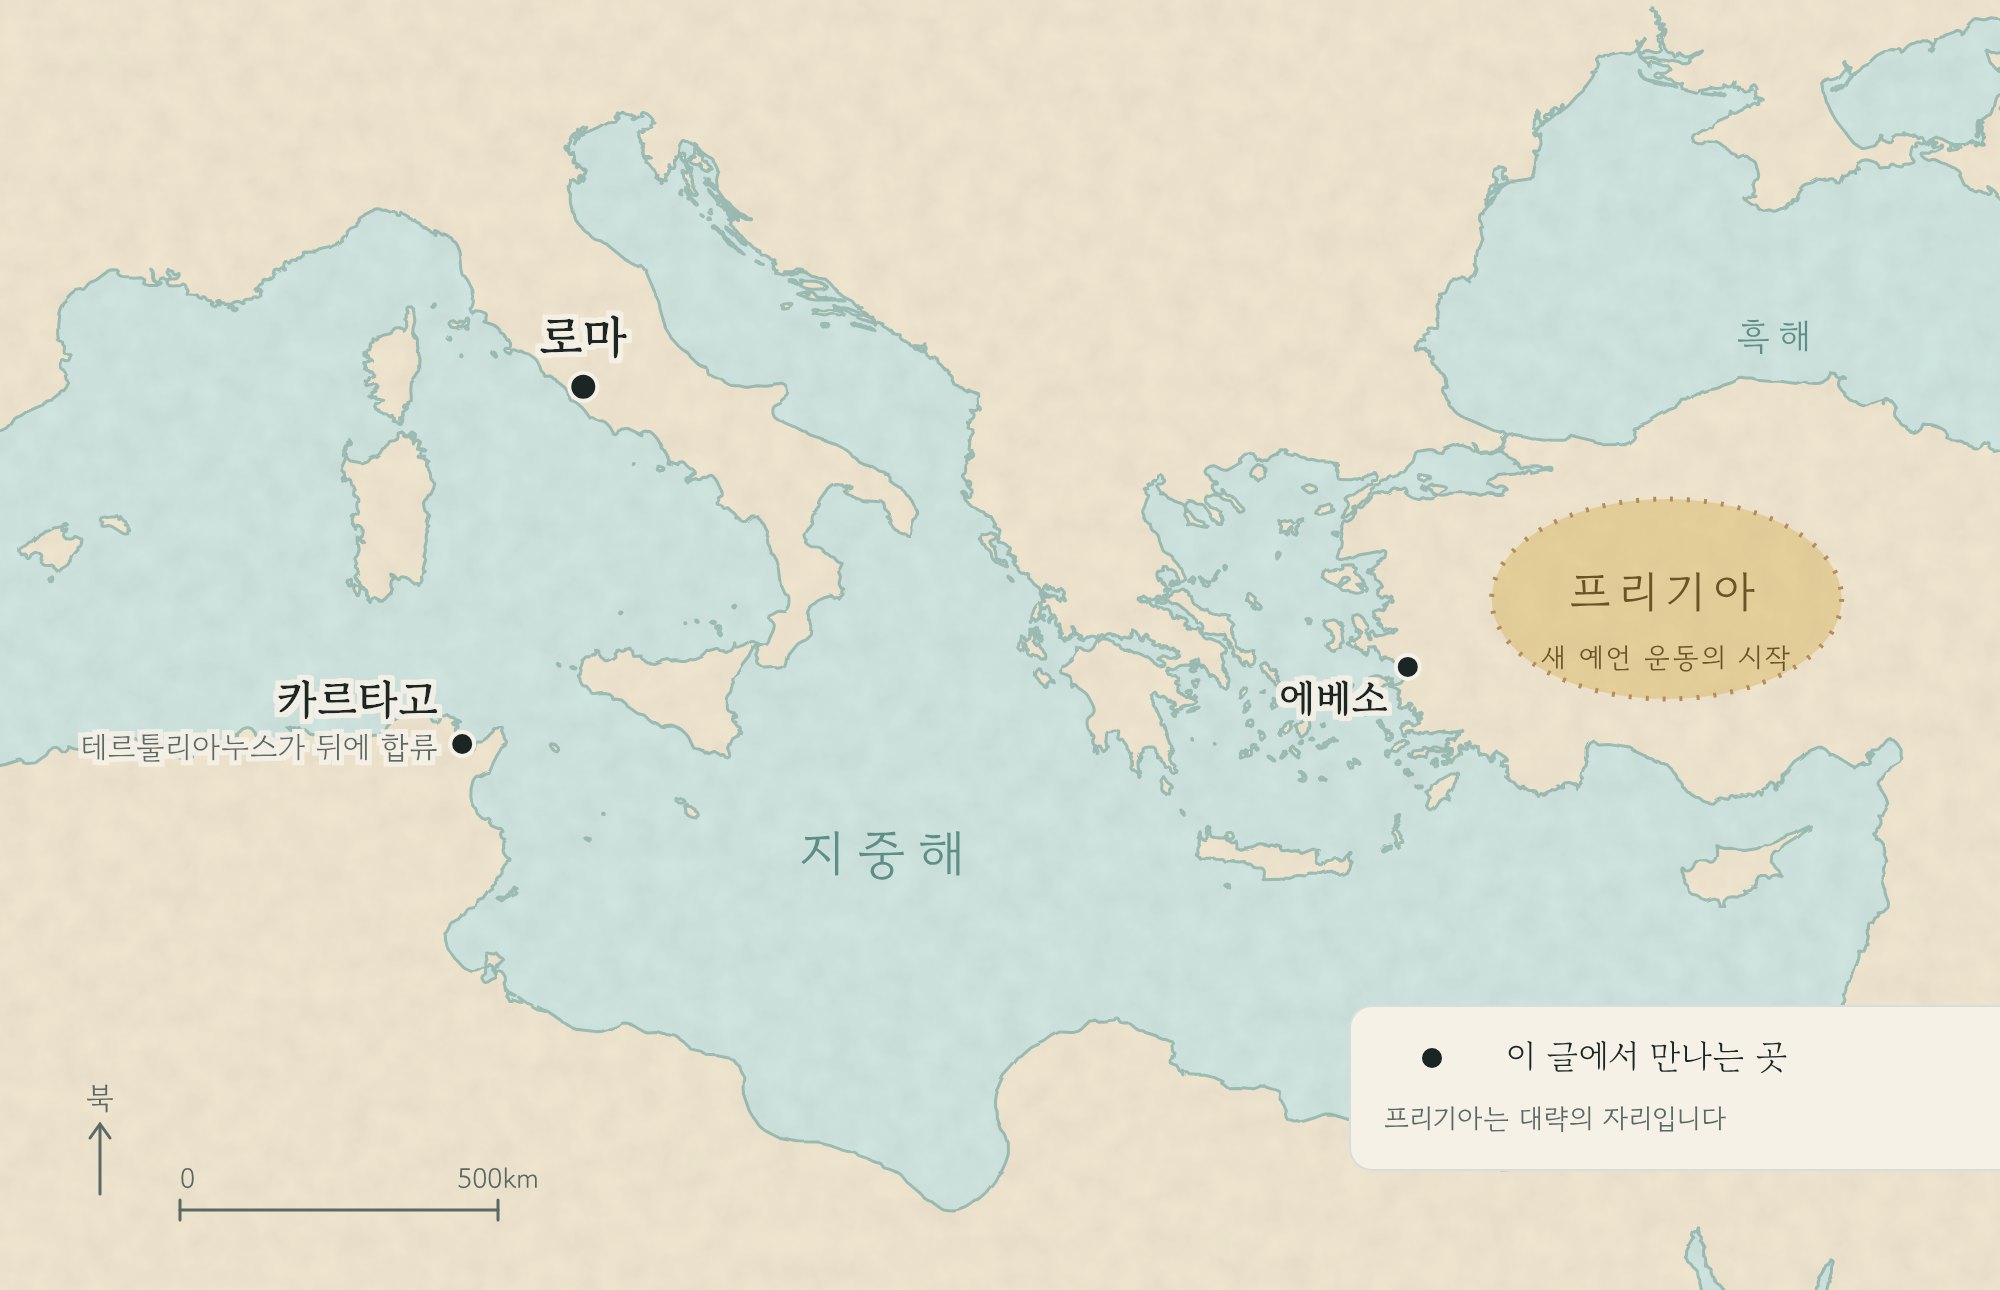 로마
흑해
프리기아
새 예언 운동의 시작
에베소
카르타고
테르툴리아누스가 뒤에 합류
지중해
이 글에서 만나는 곳
프리기아는 대략의 자리입니다
북
0 500km